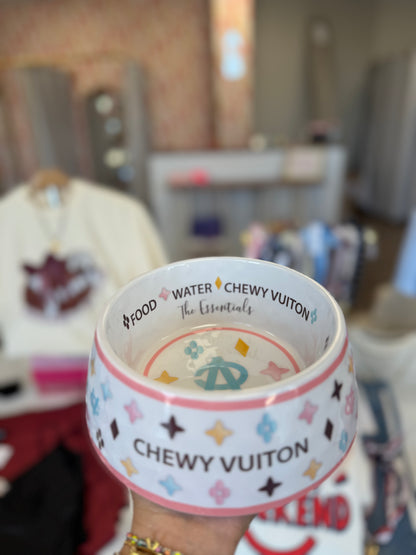 FOOD WATER CHEWY VUITON
The Essentials
CHEWY VUITON